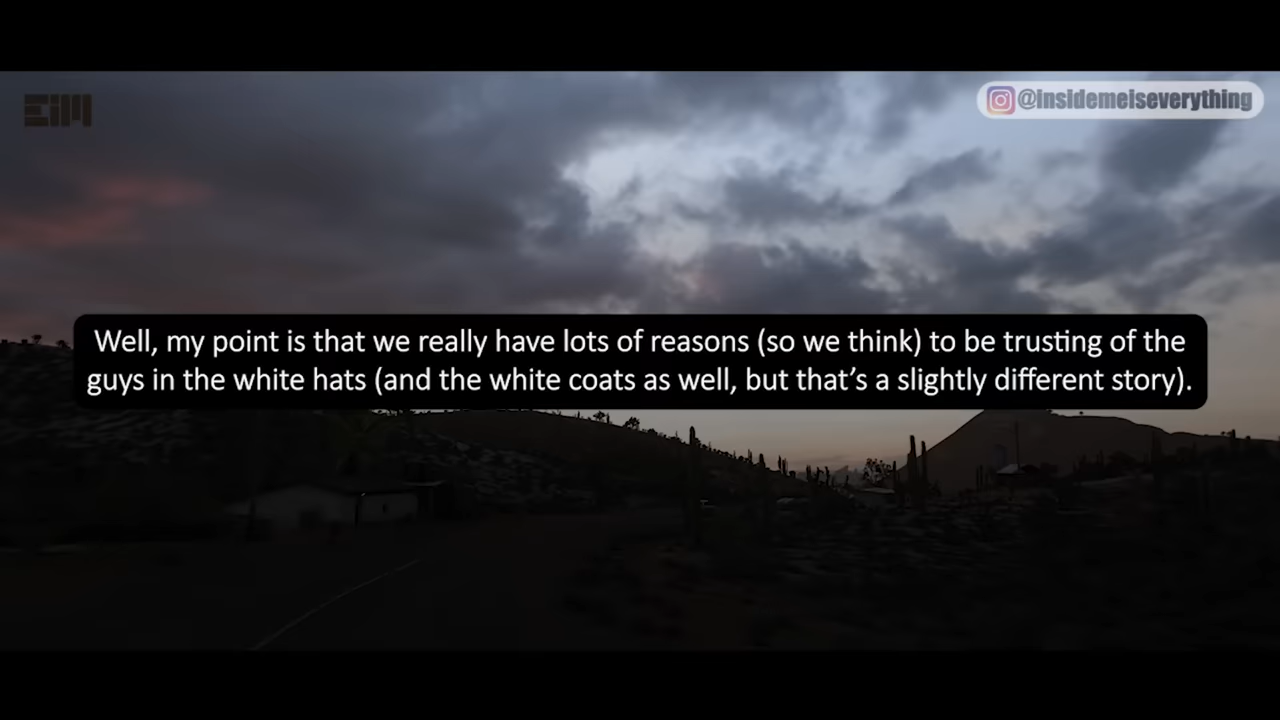 EiM
@insidemeiseverything
Well, my point is that we really have lots of reasons (so we think) to be trusting of the
guys in the white hats (and the white coats as well, but that’s a slightly different story).